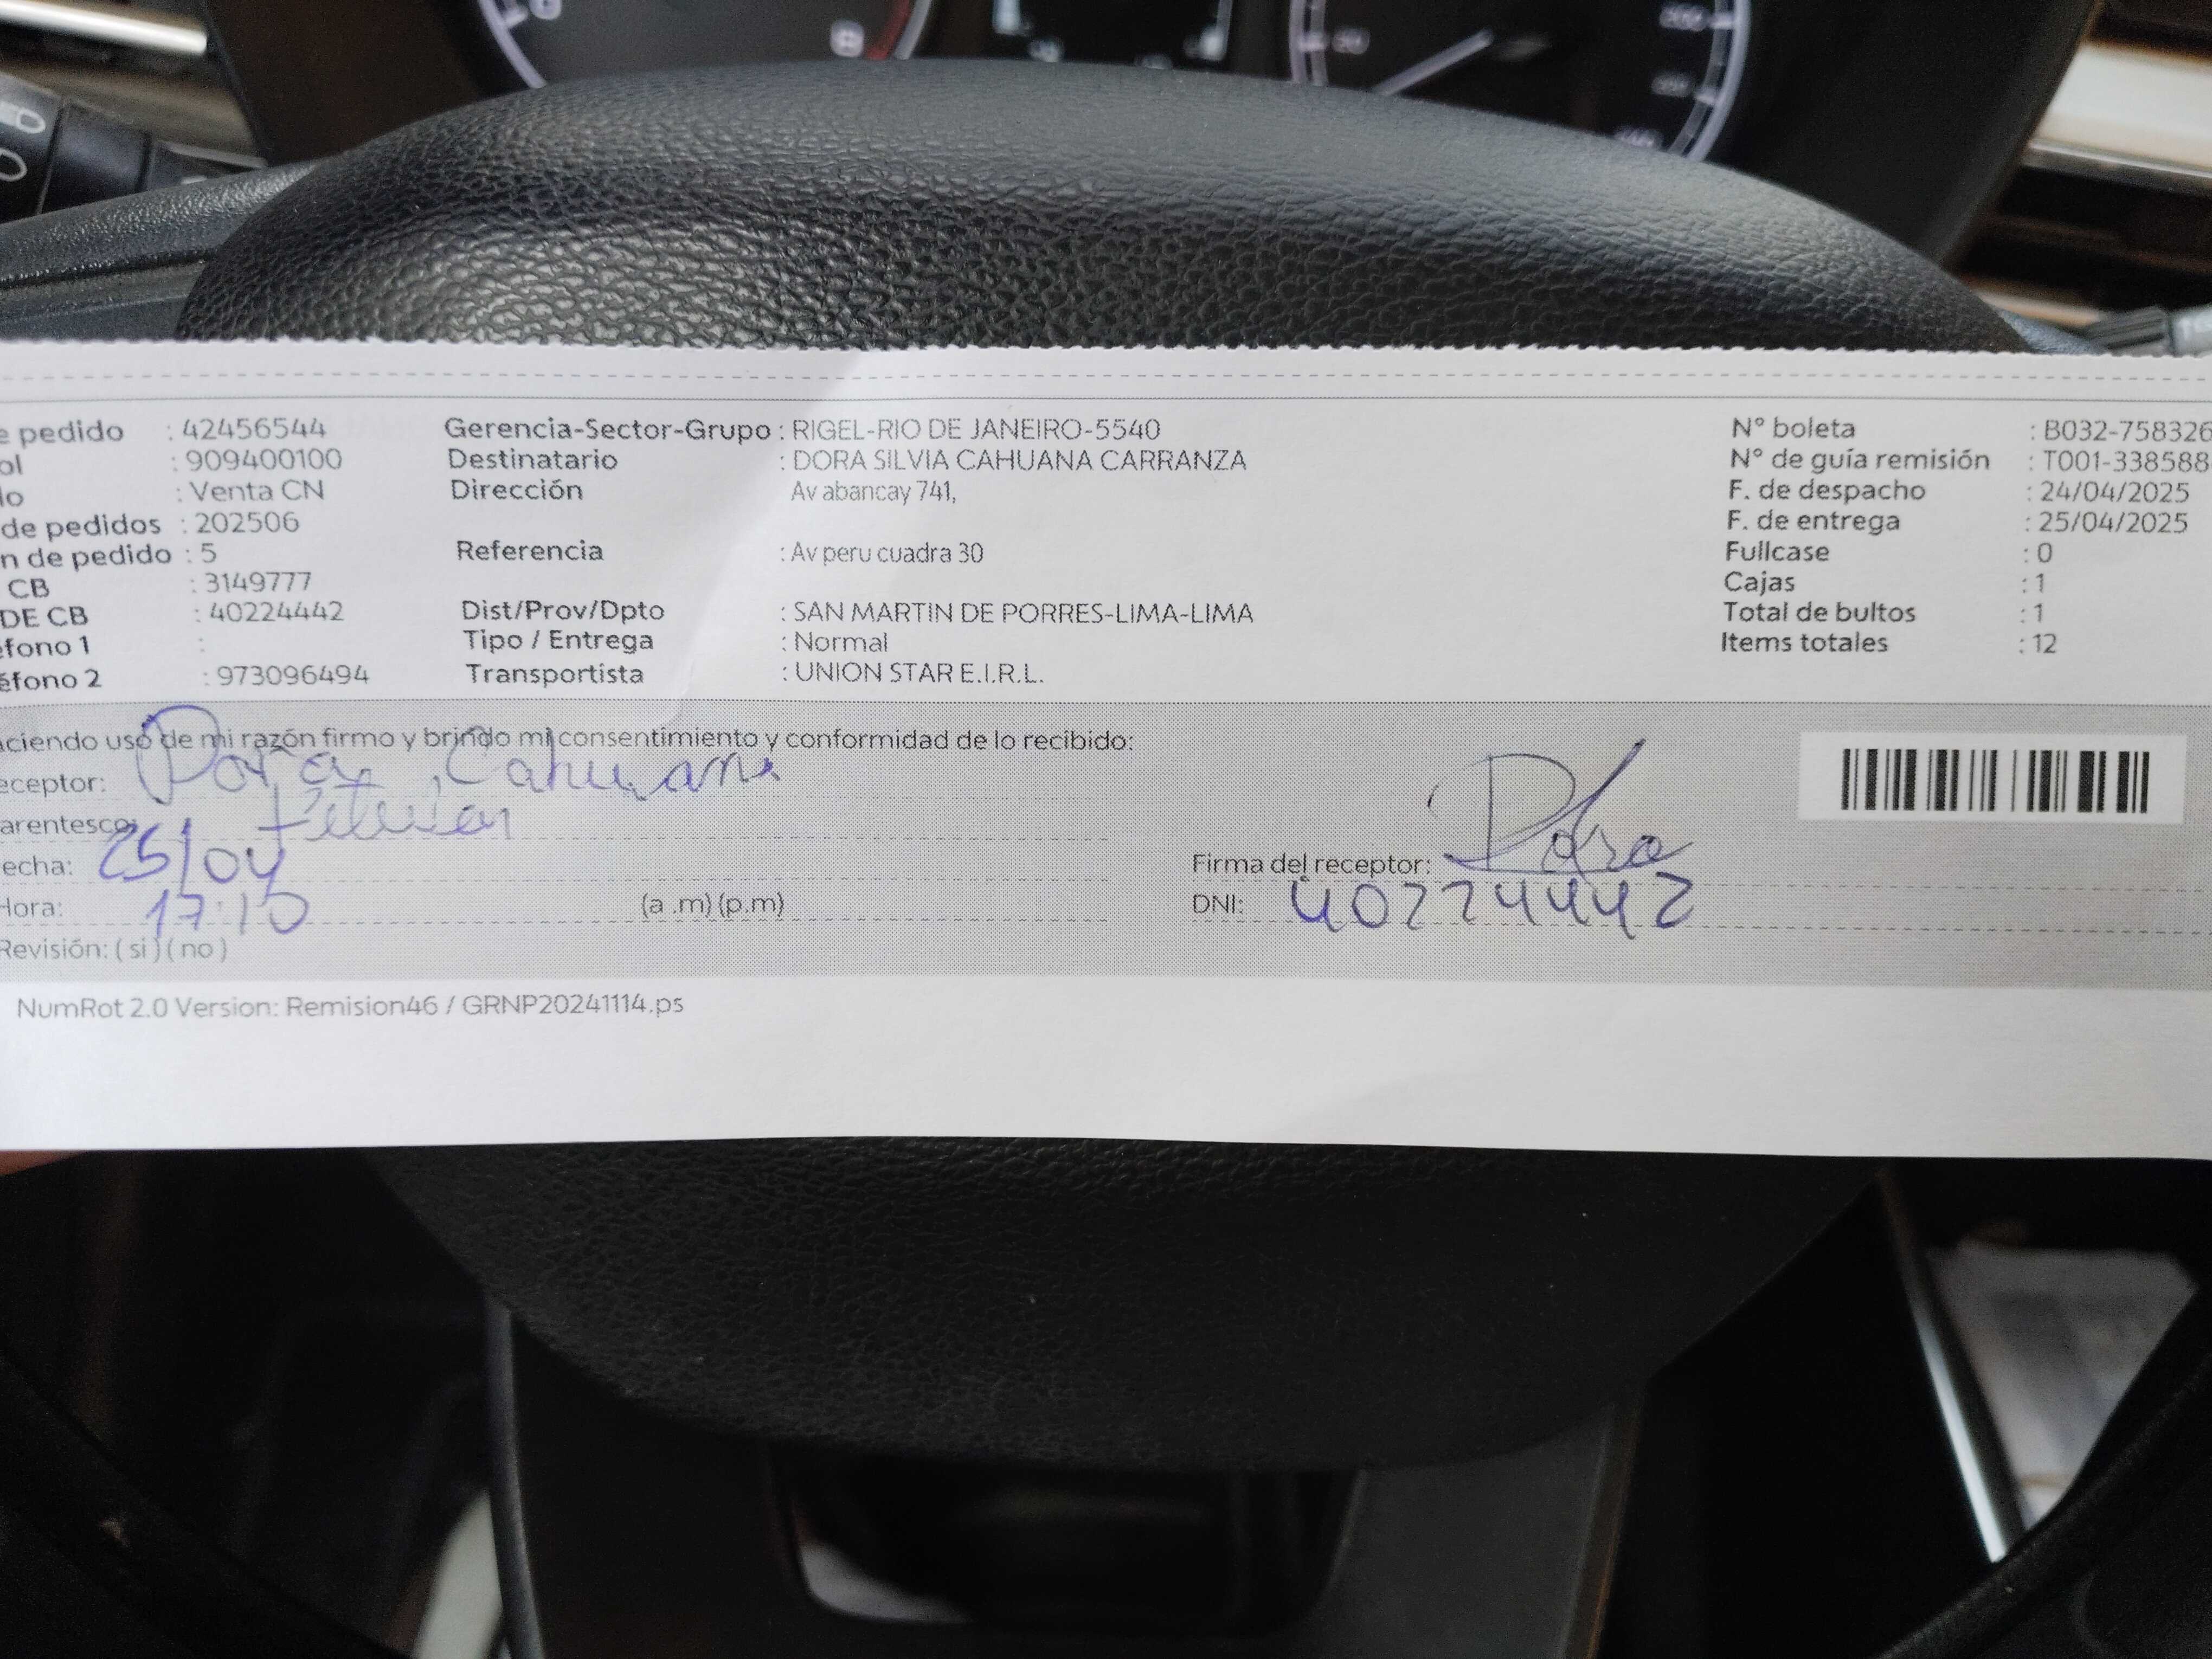 e pedido : 42456544 Gerencia-Sector-Grupo : RIGEL-RIO DE JANEIRO-5540 N° boleta : B032-758326
ol : 909400100 Destinatario : DORA SILVIA CAHUANA CARRANZA N° de guía remisión : T001-338588
lo : Venta CN Dirección Av abancay 741, F. de despacho : 24/04/2025
de pedidos : 202506 F. de entrega : 25/04/2025
n de pedido : 5 Referencia : Av peru cuadra 30 Fullcase : 0
CB : 3149777 Cajas : 1
DE CB : 40224442 Dist/Prov/Dpto : SAN MARTIN DE PORRES-LIMA-LIMA Total de bultos : 1
éfono 1 : Tipo / Entrega : Normal Items totales : 12
éfono 2 : 973096494 Transportista : UNION STAR E.I.R.L.
aciendo uso de mi razón firmo y brindo mi consentimiento y conformidad de lo recibido:
eceptor: Dora Cahuana
arentesco:
echa: 25/04 Firma del receptor: Dora
Hora: 17:10 (a .m) (p.m) DNI: 40224442
Revisión: ( si ) ( no )
NumRot 2.0 Version: Remision46 / GRNP20241114.ps